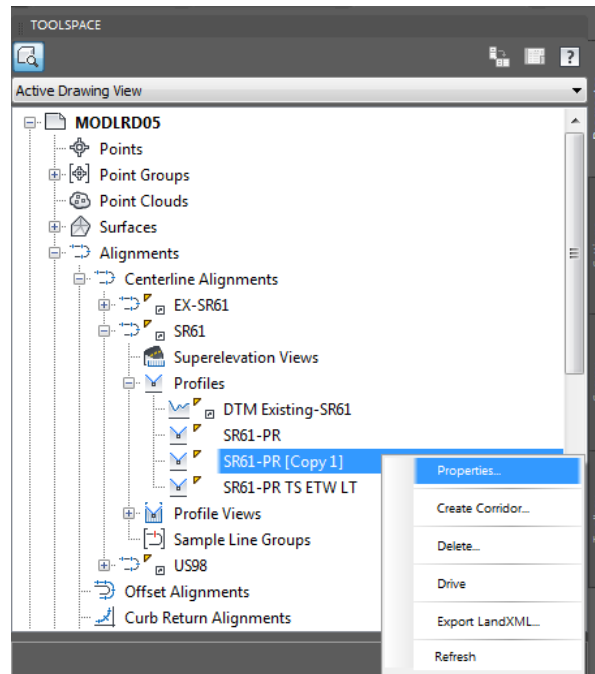 TOOLSPACE
?
Active Drawing View
MODLRD05
Points
Point Groups
Point Clouds
Surfaces
Alignments
Centerline Alignments
EX-SR61
SR61
Superelevation Views
Profiles
DTM Existing-SR61
SR61-PR
SR61-PR [Copy 1]
SR61-PR TS ETW LT
Profile Views
Sample Line Groups
US98
Offset Alignments
Curb Return Alignments
Properties...
Create Corridor...
Delete...
Drive
Export LandXML...
Refresh